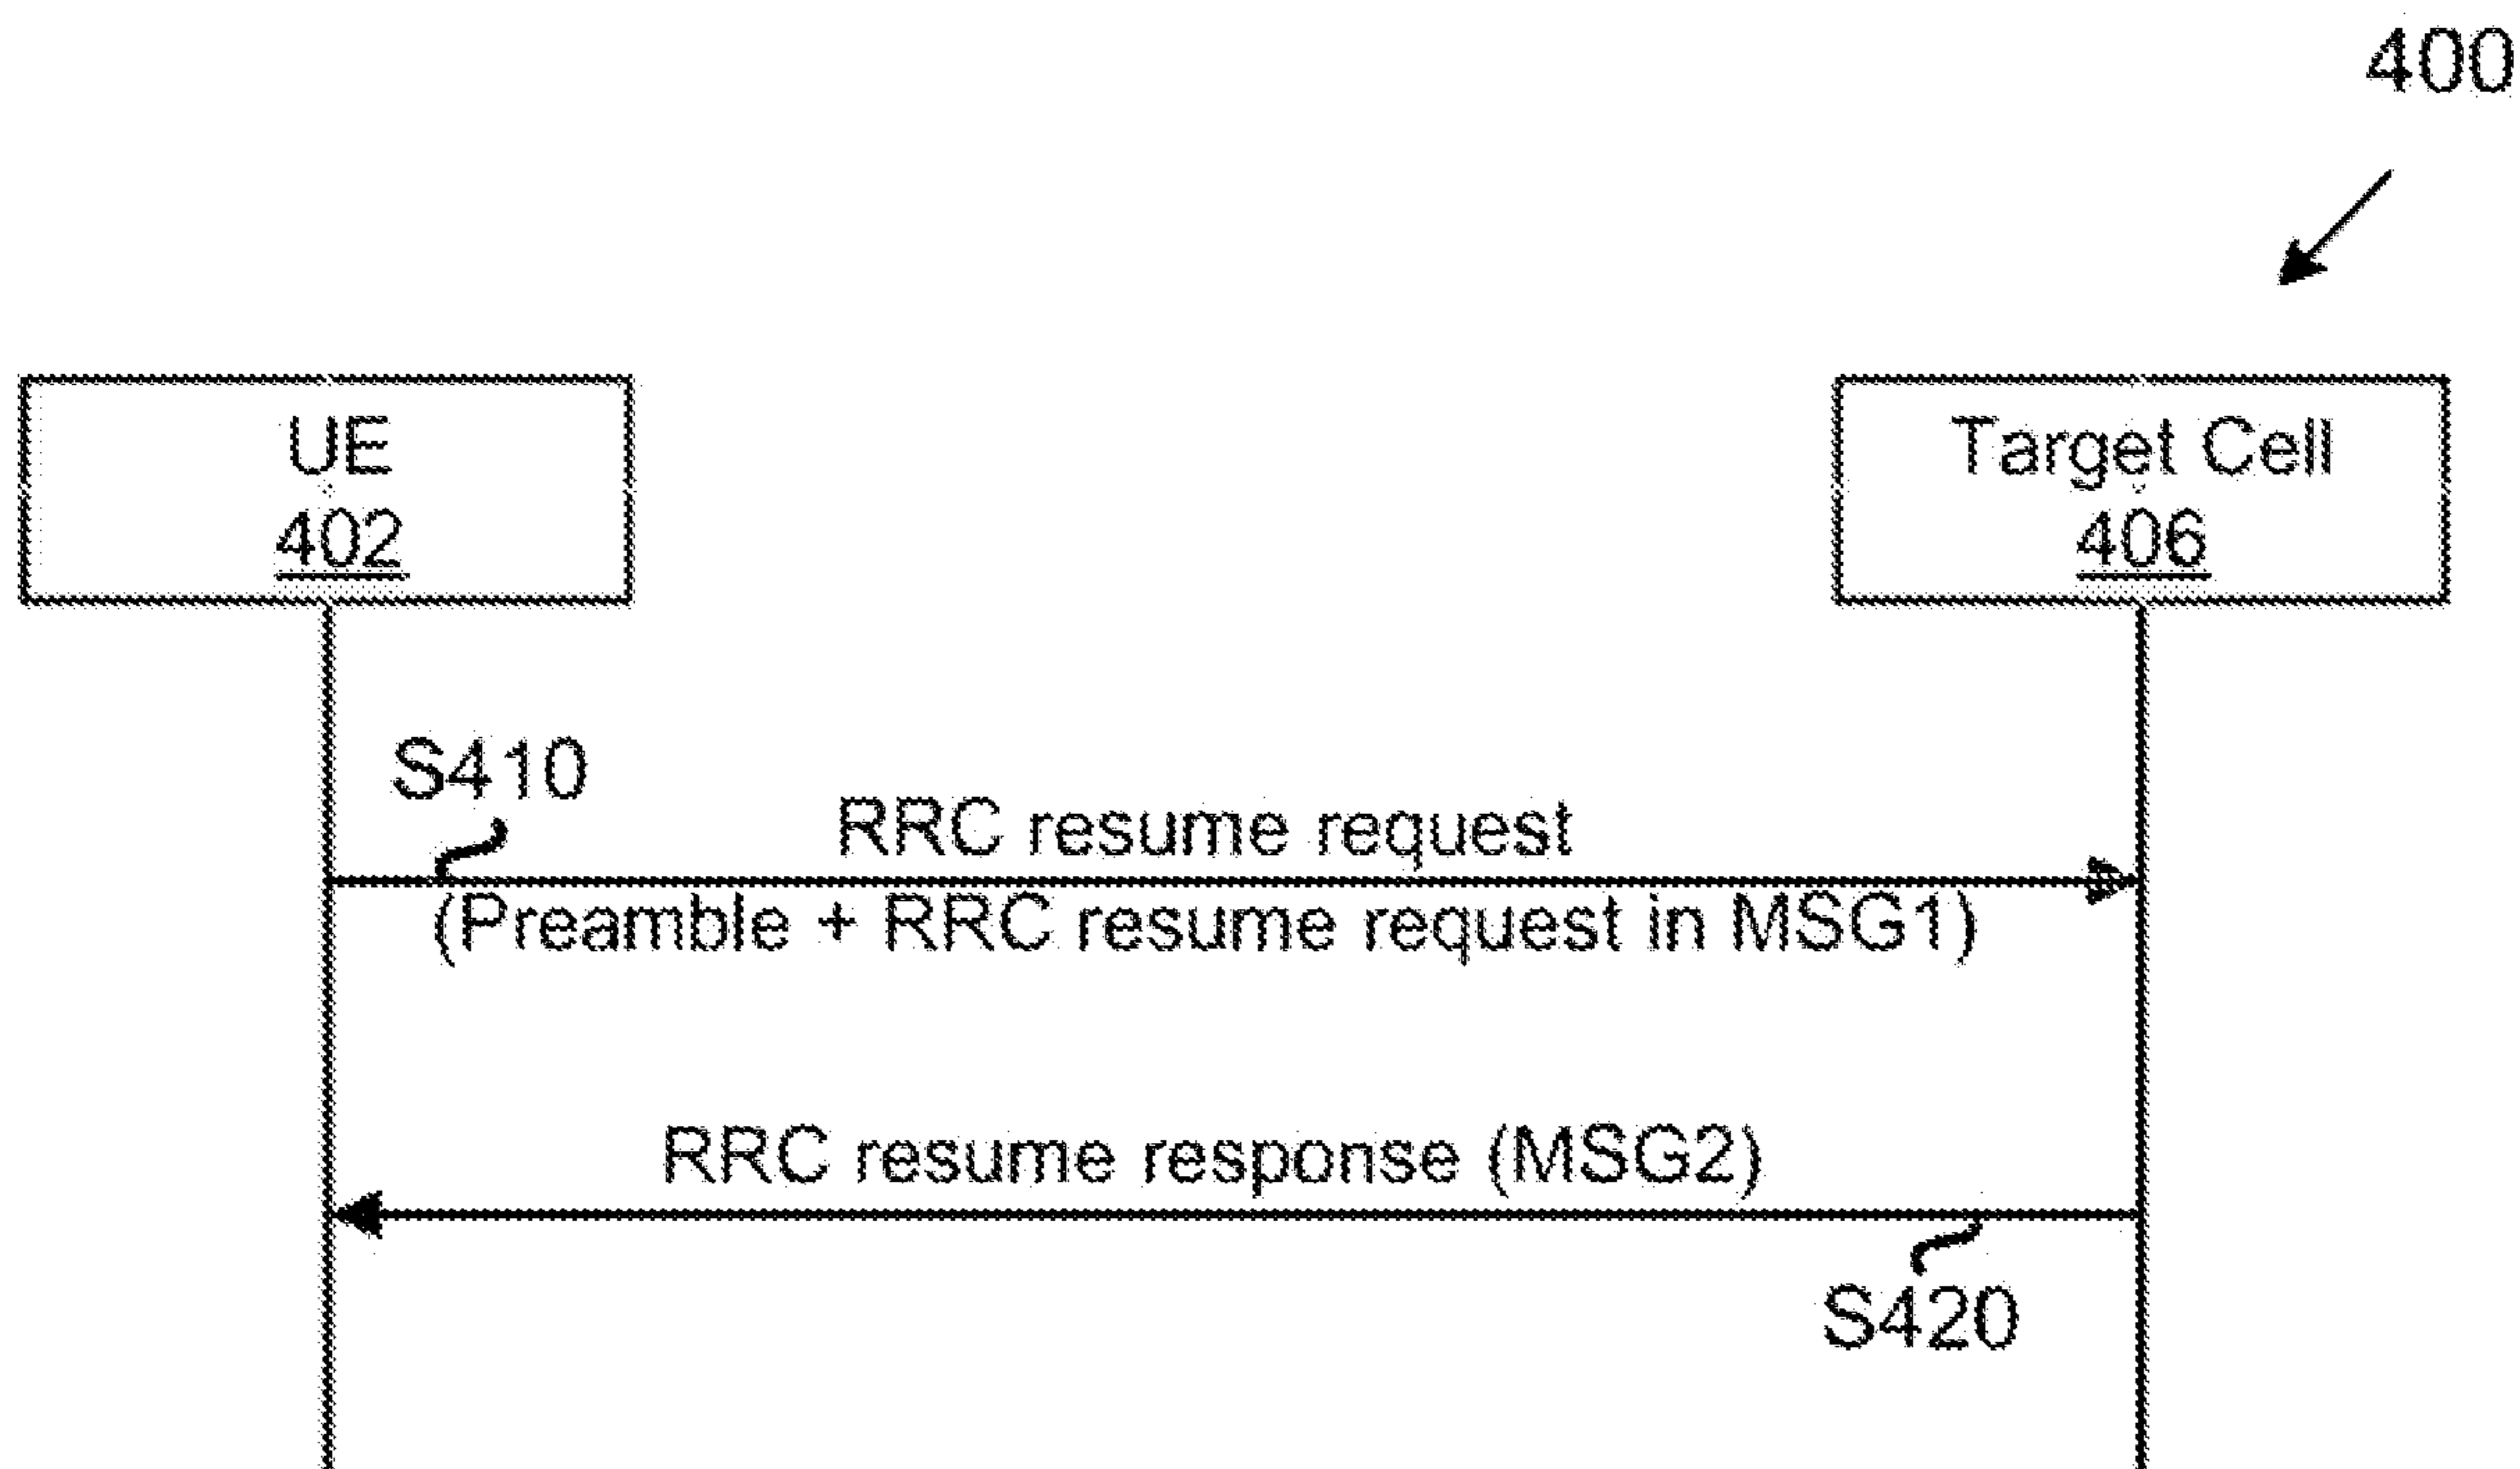 400
UE
402
Target Cell
406
S410
RRC resume request
(Preamble + RRC resume request in MSG1)
RRC resume response (MSG2)
S420